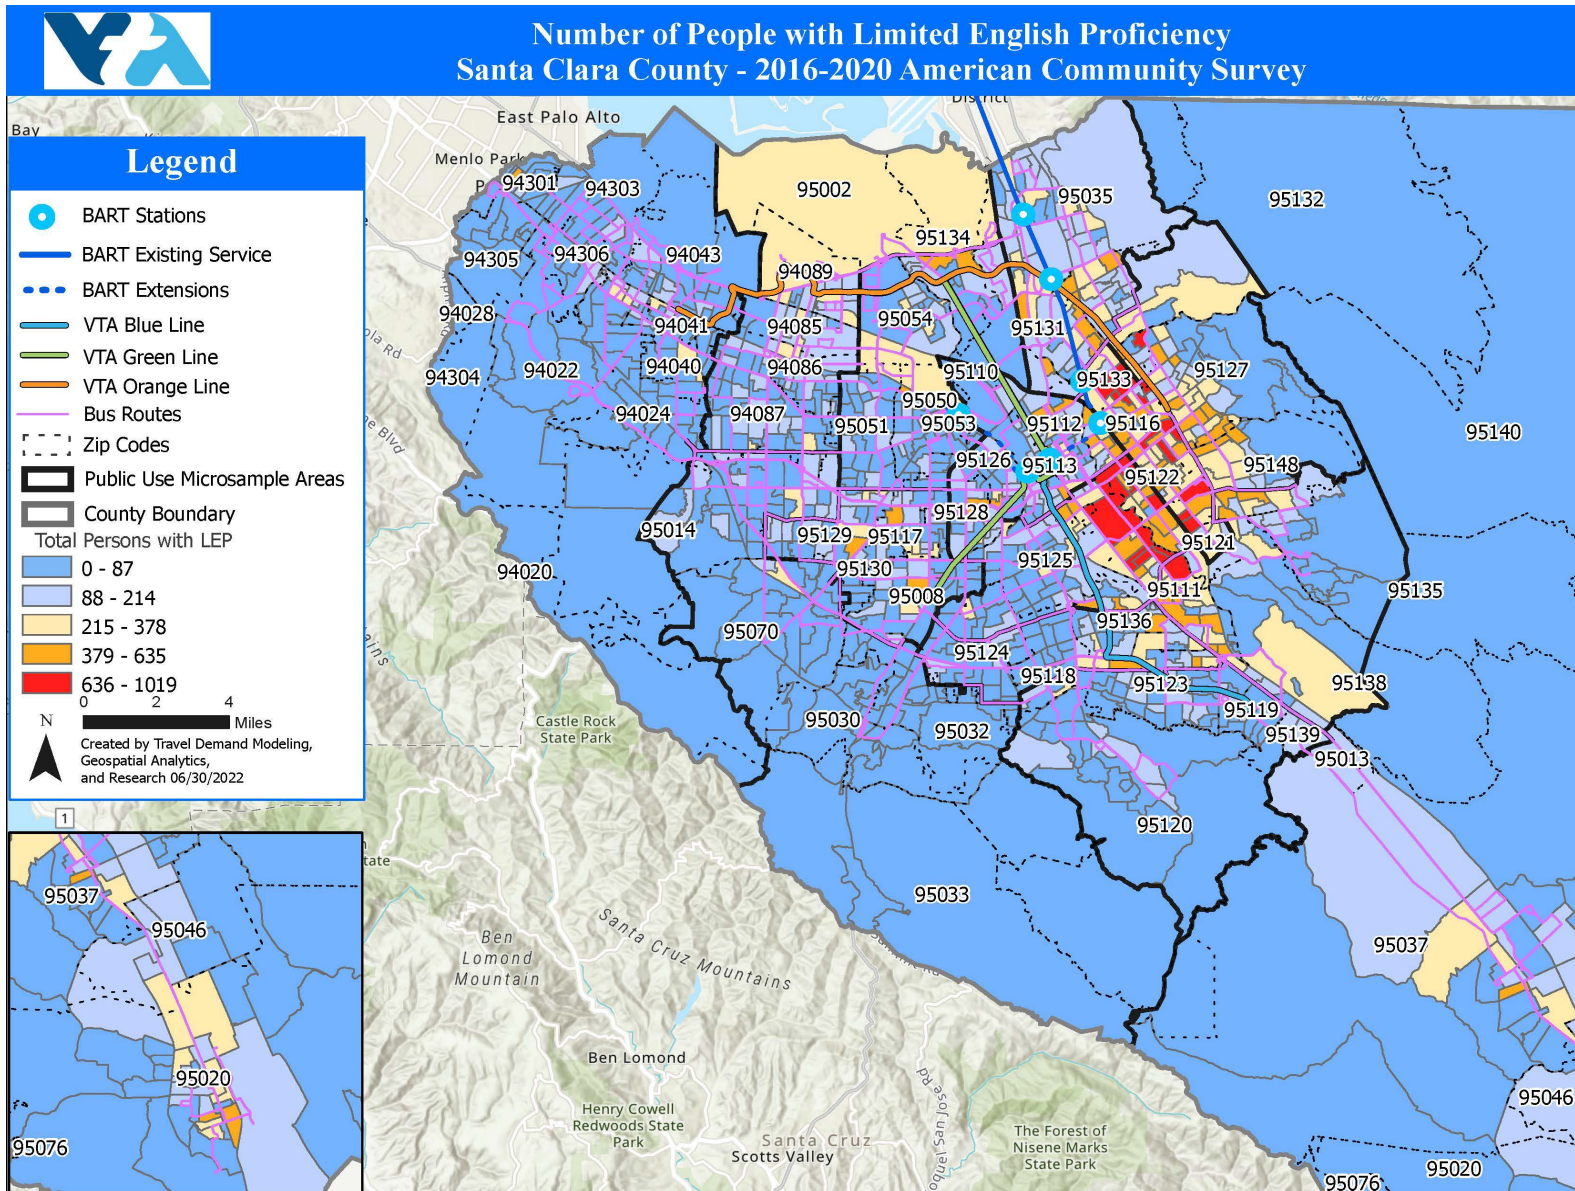 VTA
Number of People with Limited English Proficiency
Santa Clara County - 2016-2020 American Community Survey
District
Bay
East Palo Alto
Menlo Park
Legend
BART Stations
BART Existing Service
BART Extensions
VTA Blue Line
VTA Green Line
VTA Orange Line
Bus Routes
Zip Codes
Public Use Microsample Areas
County Boundary
Total Persons with LEP
0 - 87
88 - 214
215 - 378
379 - 635
636 - 1019
0 2 4
Miles
N
Created by Travel Demand Modeling,
Geospatial Analytics,
and Research 06/30/2022
94301
94303
95002
95035
95132
94305
94306
94043
95134
94089
94028
94041
94085
95054
95131
94304
94022
94040
94086
95110
95133
95127
94024
94087
95050
95051
95053
95112
95116
95140
95126
95113
95122
95148
95014
95128
95129
95117
95121
94020
95130
95125
95008
95111
95135
95136
95070
95124
95118
95123
95138
95030
95032
95119
95139
95013
95120
95033
95037
95046
95020
95076
Castle Rock
State Park
1
Santa Cruz Mountains
Ben
Lomond
Mountain
Ben Lomond
Henry Cowell
Redwoods State
Park
Santa Cruz
Scotts Valley
The Forest of
Nisene Marks
State Park
95037
95046
95020
95076